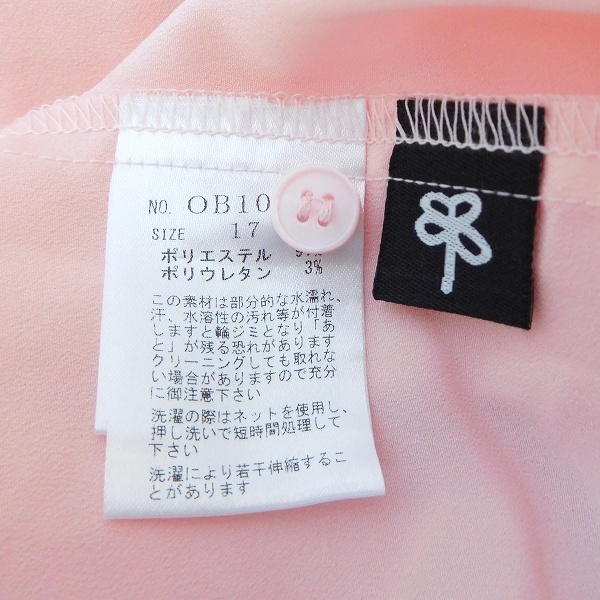 NO. OB10
SIZE 17
ポリエステル
ポリウレタン 3%
この素材は部分的な水濡れ、
汗、水溶性の汚れ等が付着
しますと輪ジミとなり「あ
と」が残る恐れがあります
クリーニングしても取れな
い場合がありますので充分
に御注意下さい
洗濯の際はネットを使用し、
押し洗いで短時間処理して
下さい
洗濯により若干伸縮するこ
とがあります